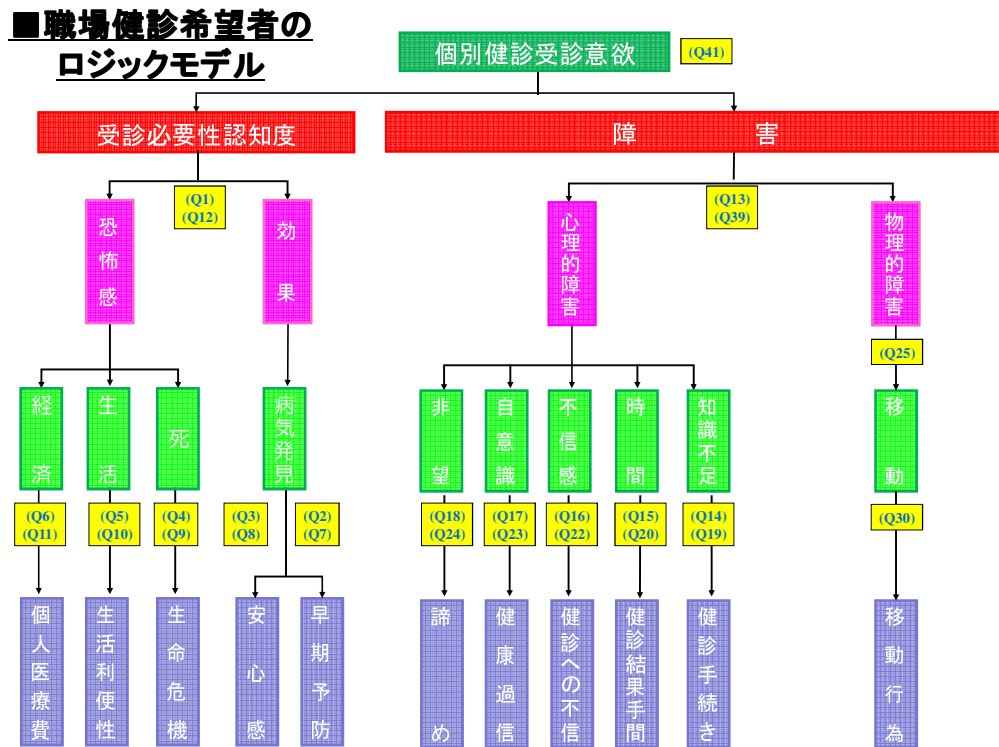 ■職場健診希望者の
ロジックモデル
個別健診受診意欲
(Q41)
受診必要性認知度
障害
(Q1)
(Q12)
(Q13)
(Q39)
恐怖感
効果
心理的障害
物理的障害
(Q25)
経済
生活
死
病気発見
非望
自意識
不信感
時間
知識不足
移動
(Q6)
(Q11)
(Q5)
(Q10)
(Q4)
(Q9)
(Q3)
(Q8)
(Q2)
(Q7)
(Q18)
(Q24)
(Q17)
(Q23)
(Q16)
(Q22)
(Q15)
(Q20)
(Q14)
(Q19)
(Q30)
個人医療費
生活利便性
生命危機
安心感
早期予防
諦め
健康過信
健診への不信
健診結果手間
健診手続き
移動行為